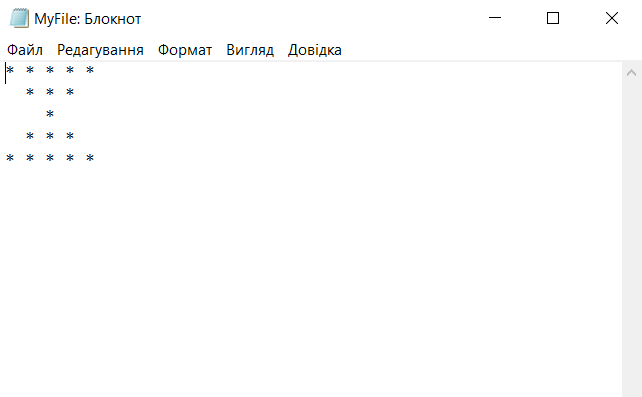 MyFile: Блокнот
Файл Редагування Формат Вигляд Довідка
* * * * *
  * * *
    *
  * * *
* * * * *